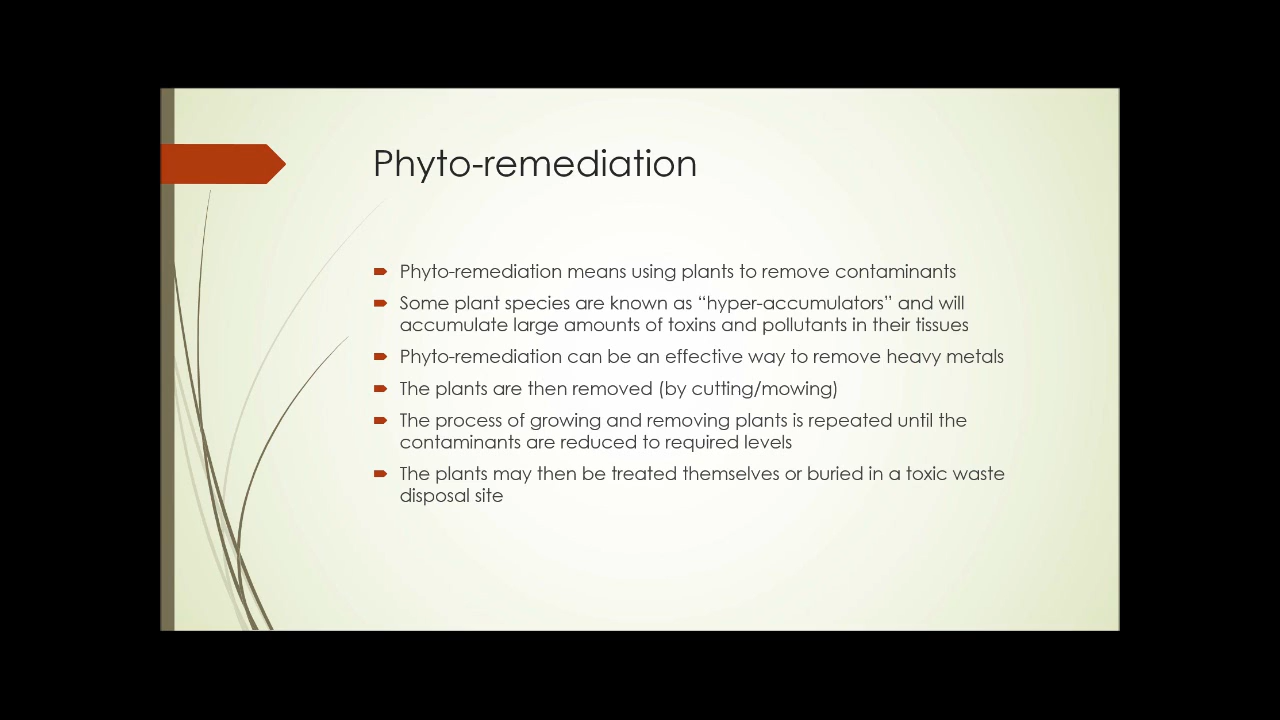 Phyto-remediation
Phyto-remediation means using plants to remove contaminants
Some plant species are known as “hyper-accumulators” and will
accumulate large amounts of toxins and pollutants in their tissues
Phyto-remediation can be an effective way to remove heavy metals
The plants are then removed (by cutting/mowing)
The process of growing and removing plants is repeated until the
contaminants are reduced to required levels
The plants may then be treated themselves or buried in a toxic waste
disposal site